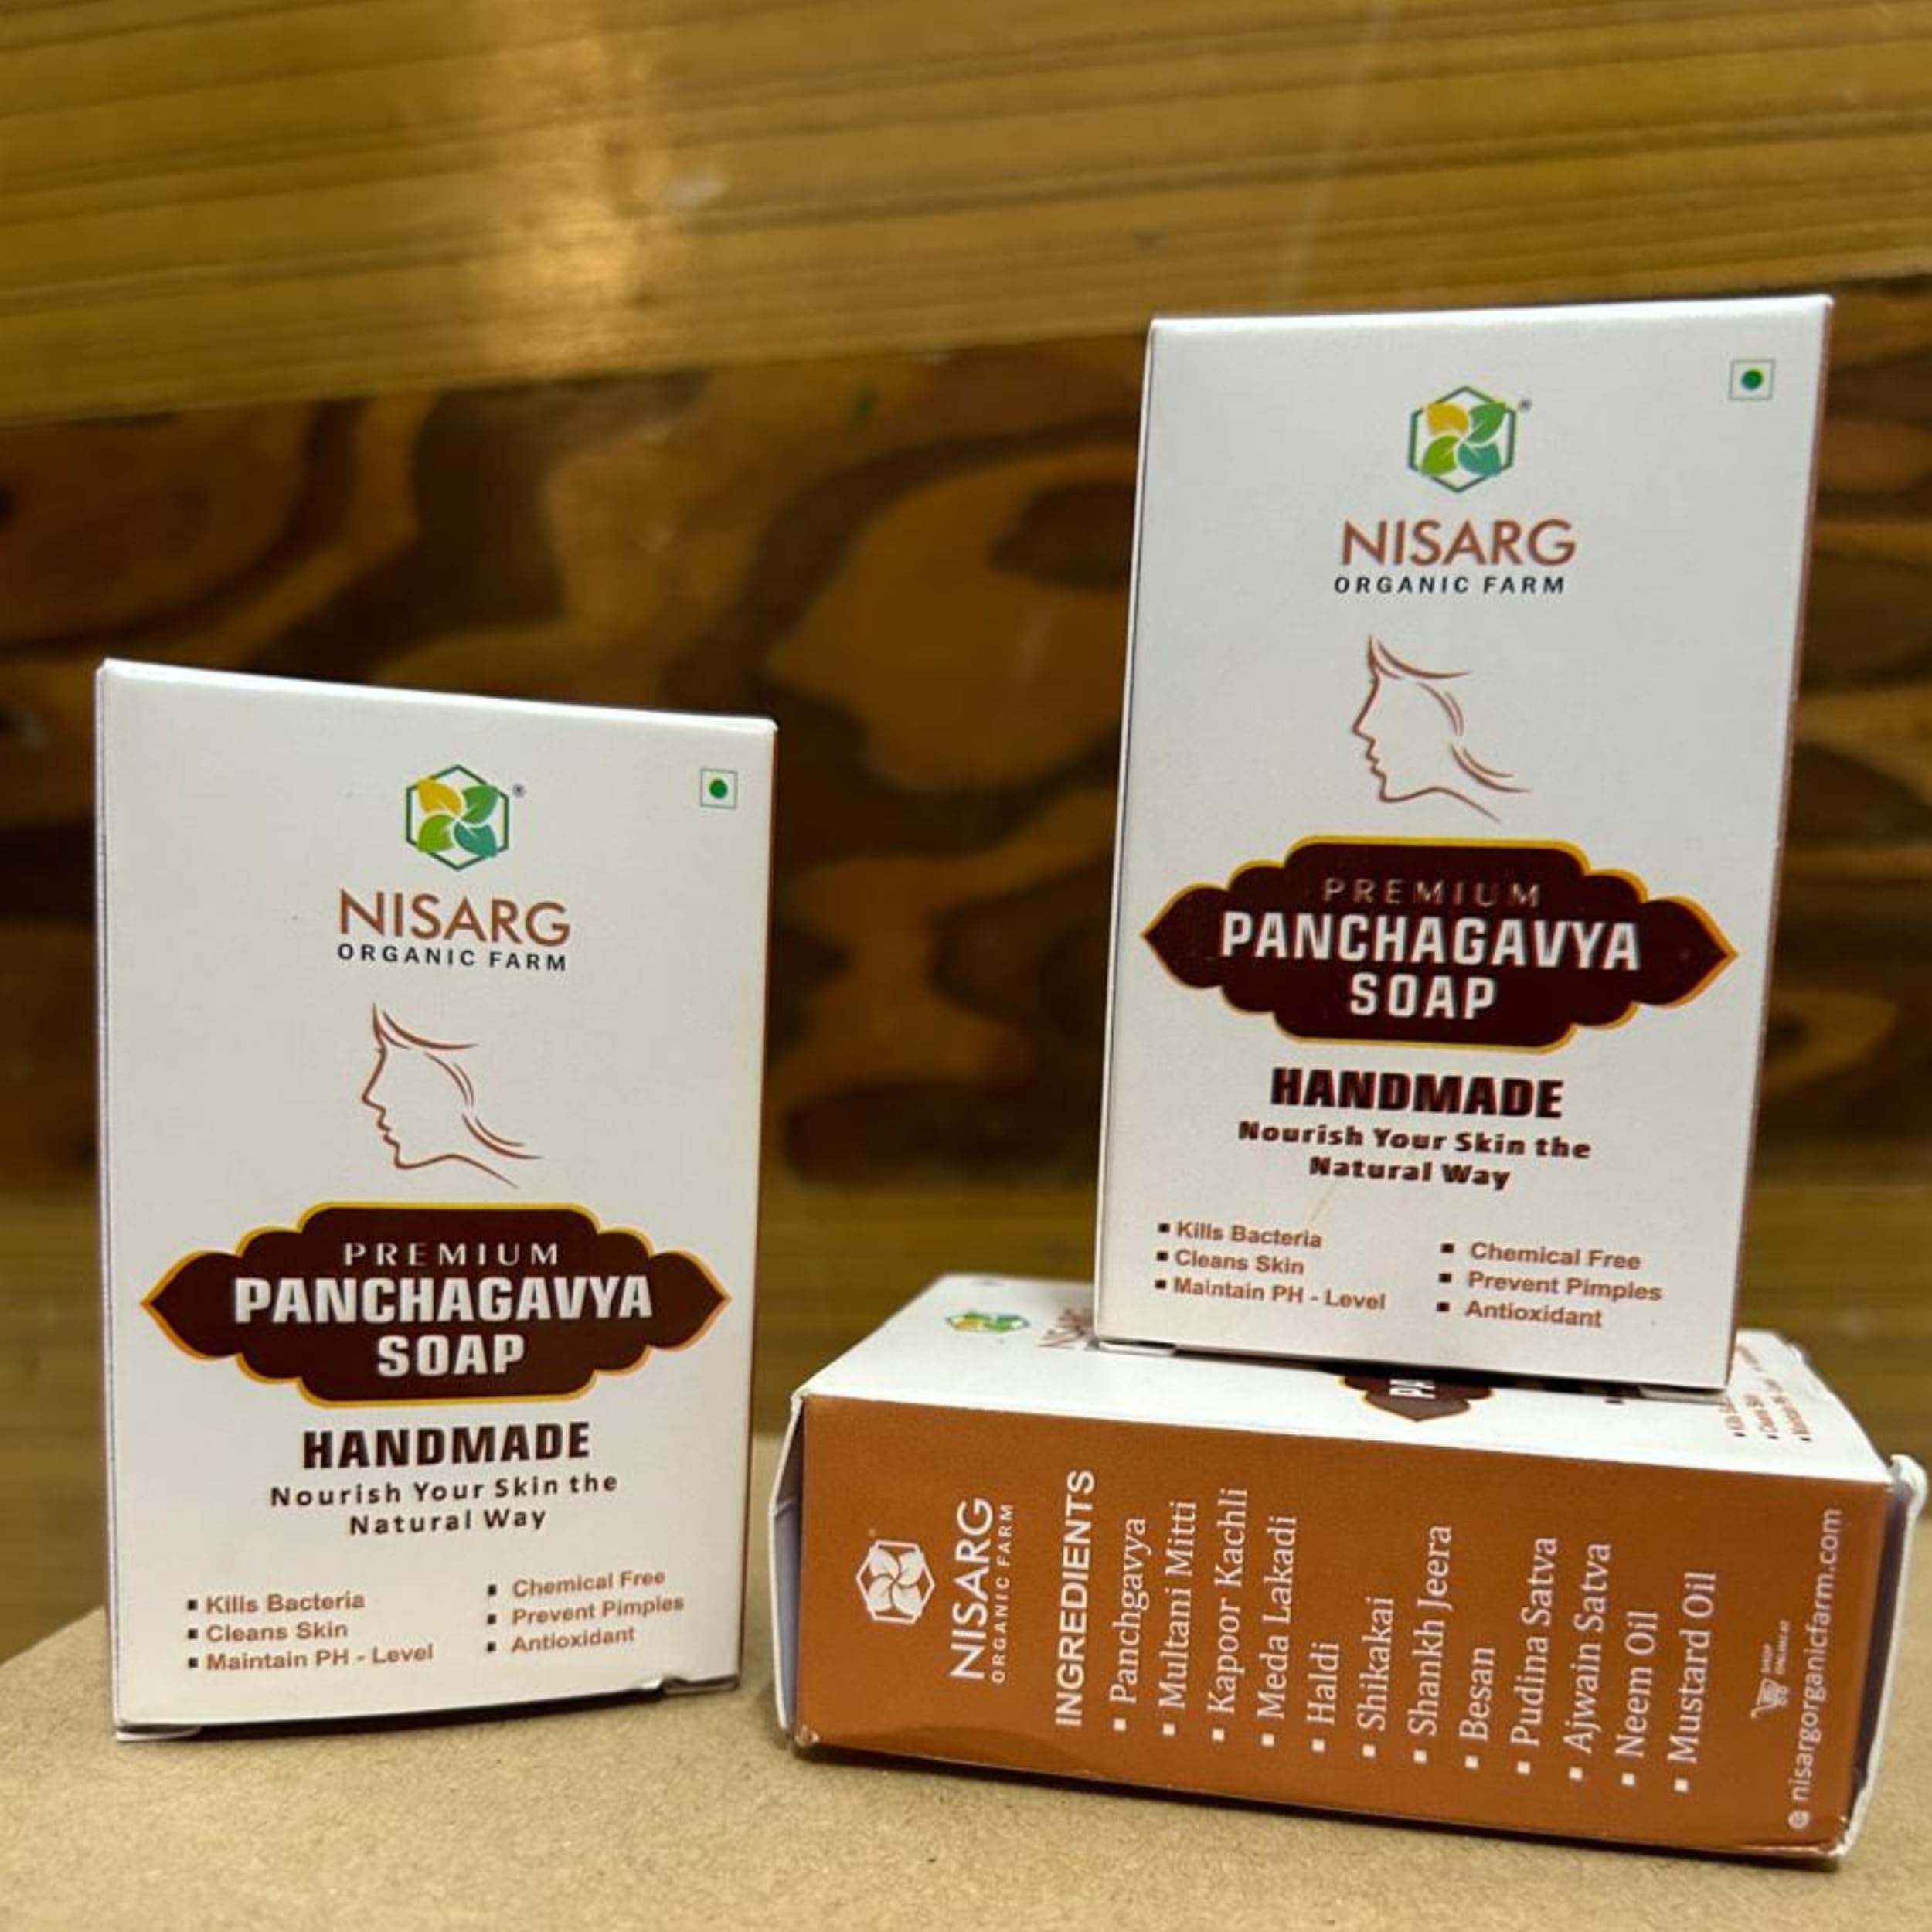 NISARG
ORGANIC FARM
PREMIUM
PANCHAGAVYA
SOAP
HANDMADE
Nourish Your Skin the
Natural Way
Kills Bacteria
Cleans Skin
Maintain PH - Level
Chemical Free
Prevent Pimples
Antioxidant
NISARG
ORGANIC FARM
PREMIUM
PANCHAGAVYA
SOAP
HANDMADE
Nourish Your Skin the
Natural Way
Kills Bacteria
Cleans Skin
Maintain PH - Level
Chemical Free
Prevent Pimples
Antioxidant
NISARG
ORGANIC FARM
INGREDIENTS
Panchgavya
Multani Mitti
Kapoor Kachli
Meda Lakadi
Haldi
Shikakai
Shankh Jeera
Besan
Pudina Satva
Ajwain Satva
Neem Oil
Mustard Oil
SHOP
ONLINE AT
nisargorganicfarm.com